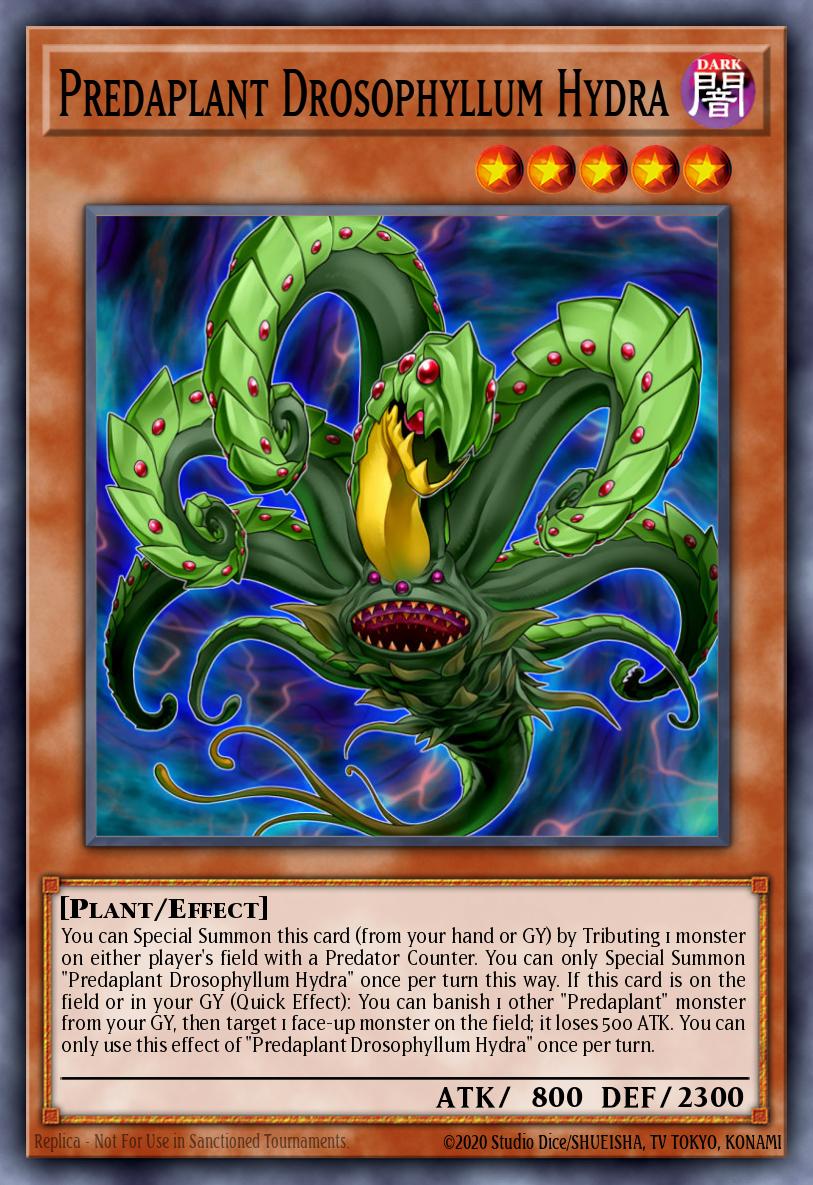 Predaplant Drosophyllum Hydra
DARK
闇
[Plant/Effect]
You can Special Summon this card (from your hand or GY) by Tributing 1 monster
on either player's field with a Predator Counter. You can only Special Summon
"Predaplant Drosophyllum Hydra" once per turn this way. If this card is on the
field or in your GY (Quick Effect): You can banish 1 other "Predaplant" monster
from your GY, then target 1 face-up monster on the field; it loses 500 ATK. You can
only use this effect of "Predaplant Drosophyllum Hydra" once per turn.
ATK/ 800 DEF/2300
Replica - Not For Use in Sanctioned Tournaments.
©2020 Studio Dice/SHUEISHA, TV TOKYO, KONAMI